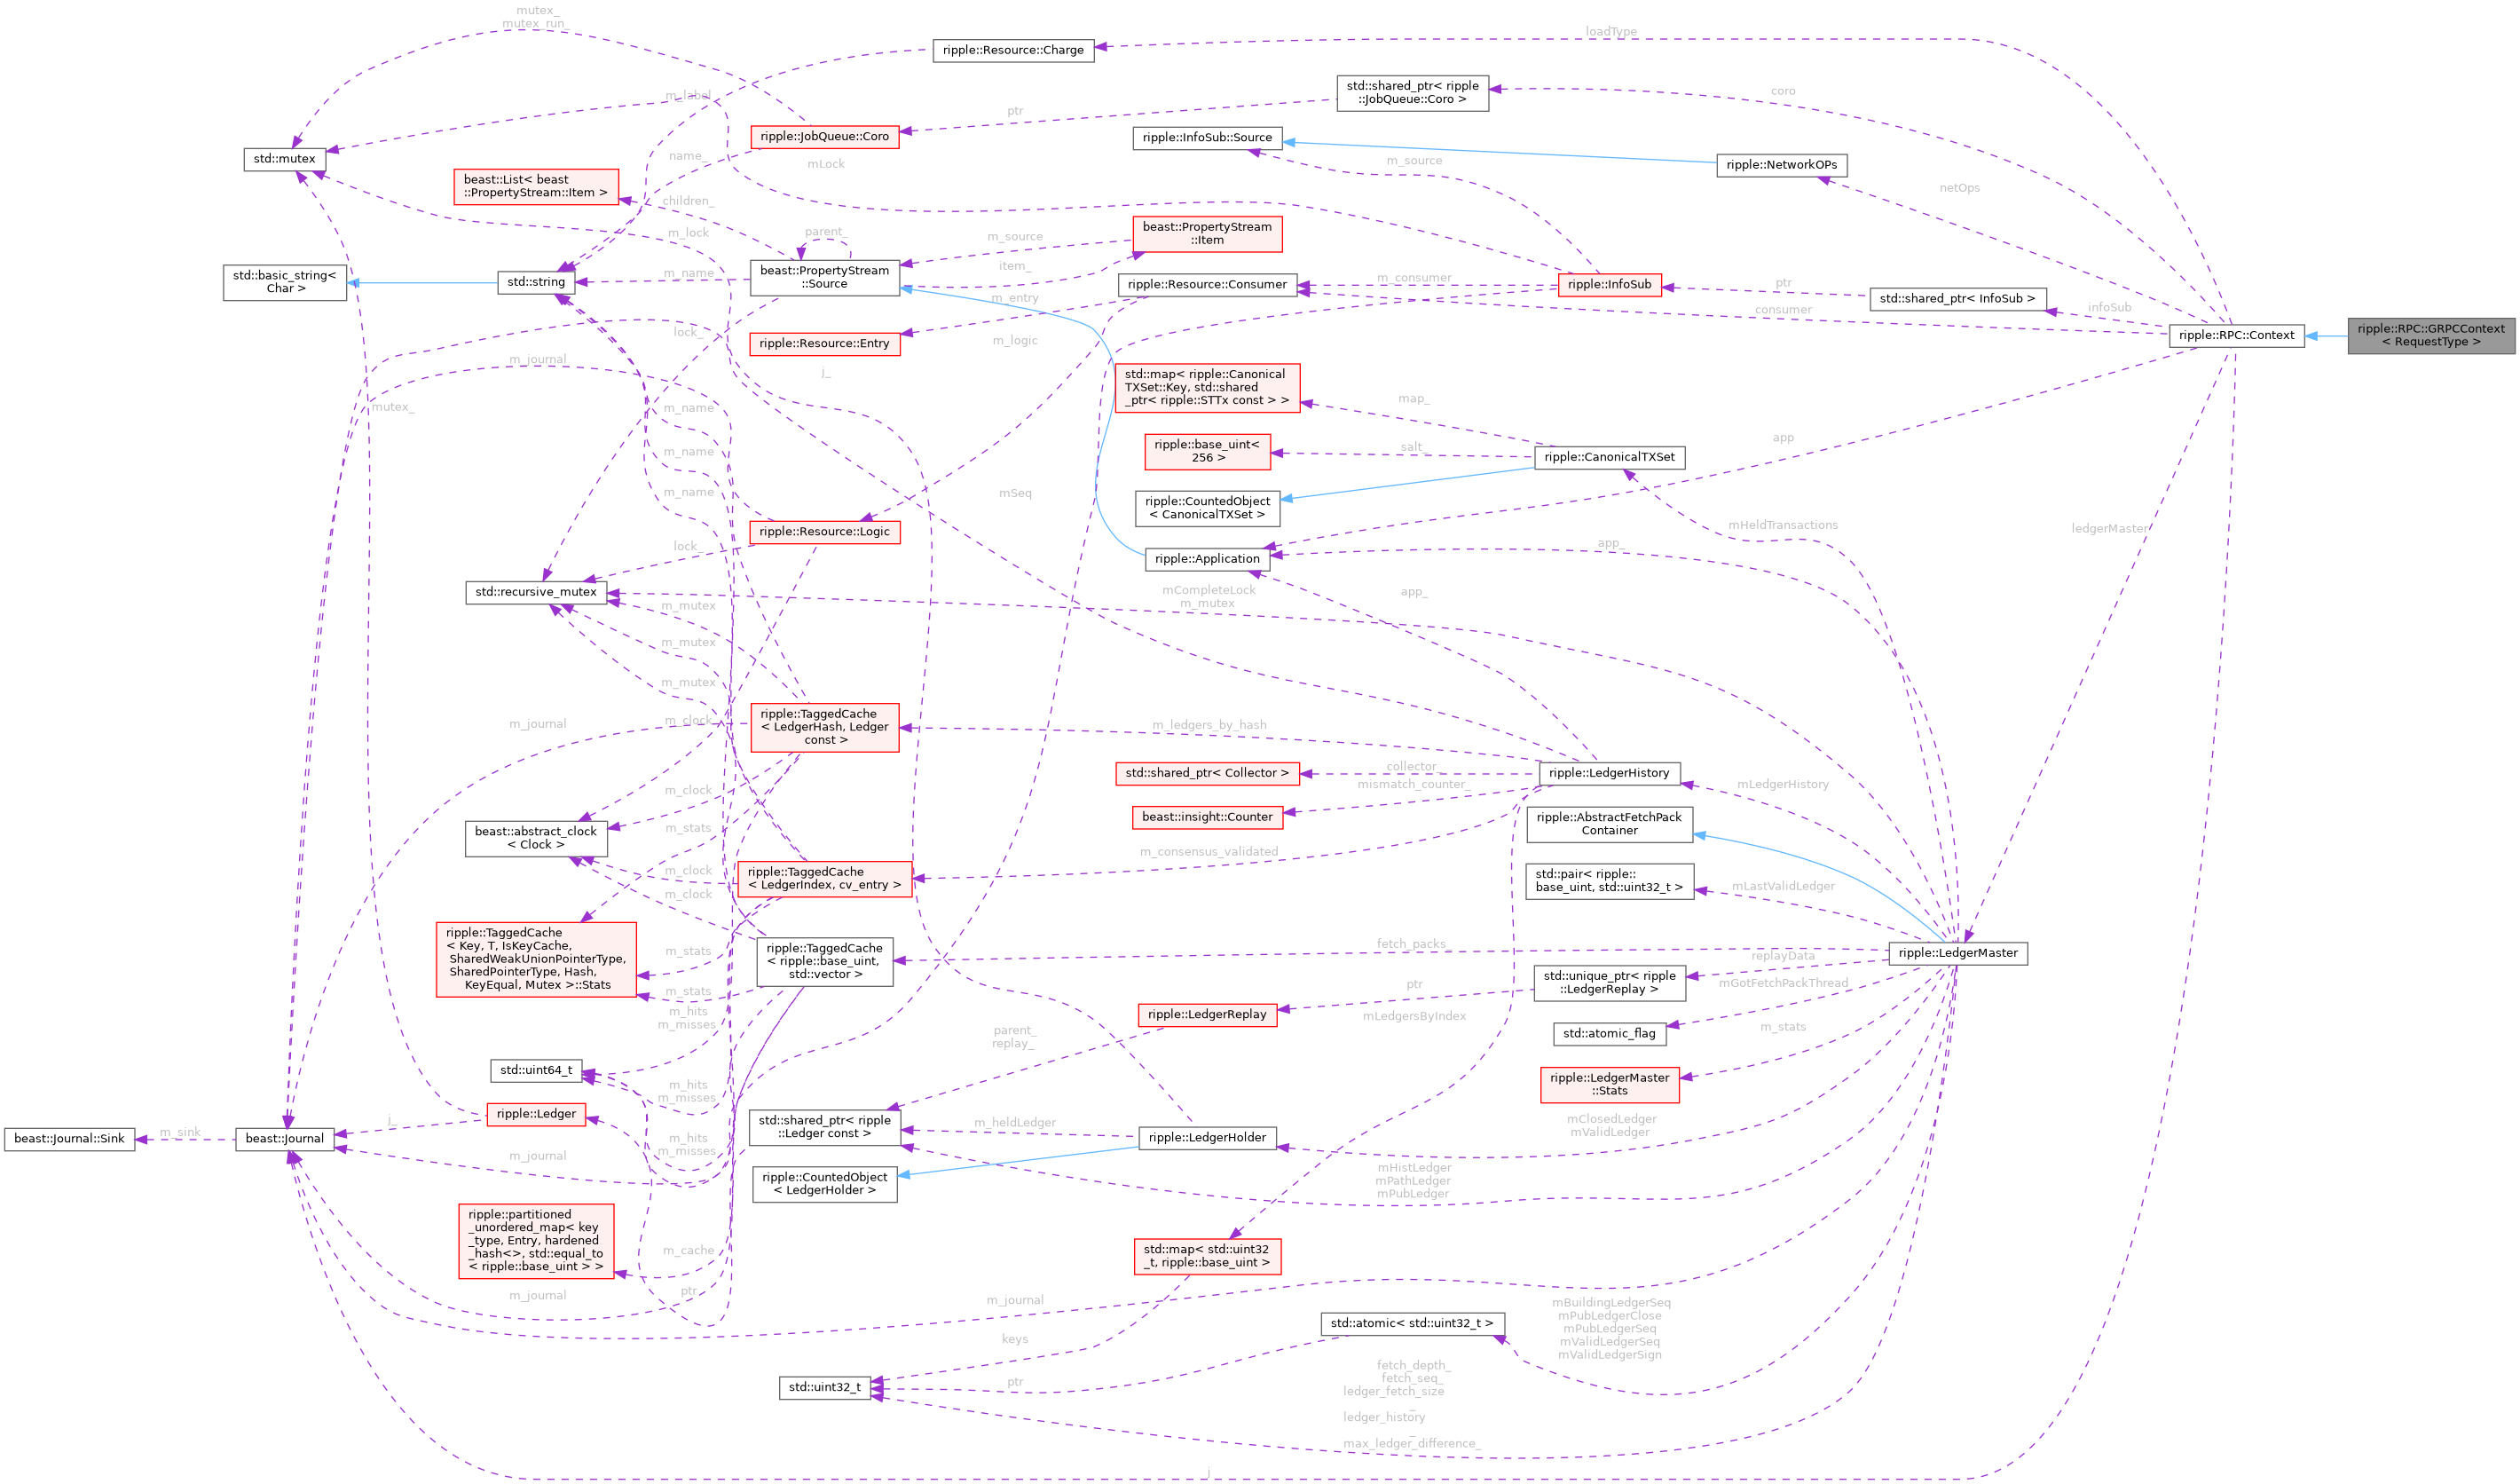 mutex_
mutex_run_
loadType
ripple::Resource::Charge
m_label
std::shared_ptr< ripple
::JobQueue::Coro >
coro
ptr
ripple::JobQueue::Coro
ripple::InfoSub::Source
std::mutex
name_
mLock
m_source
ripple::NetworkOPs
netOps
beast::List< beast
::PropertyStream::Item >
children_
parent_
m_lock
m_source
beast::PropertyStream
::Item
item_
std::basic_string<
Char >
std::string
m_name
beast::PropertyStream
::Source
ripple::Resource::Consumer
m_consumer
ripple::InfoSub
ptr
std::shared_ptr< InfoSub >
infoSub
m_entry
consumer
ripple::RPC::Context
ripple::RPC::GRPCContext
< RequestType >
lock_
ripple::Resource::Entry
m_logic
m_journal
j_
std::map< ripple::Canonical
TXSet::Key, std::shared
_ptr< ripple::STTx const > >
map_
mutex_
m_name
app
m_name
ripple::base_uint<
256 >
salt_
ripple::CanonicalTXSet
m_name
mSeq
ripple::CountedObject
< CanonicalTXSet >
ripple::Resource::Logic
mHeldTransactions
ledgerMaster
lock_
ripple::Application
app_
std::recursive_mutex
m_mutex
mCompleteLock
m_mutex
app_
m_mutex
m_mutex
ripple::TaggedCache
< LedgerHash, Ledger
const >
m_journal
m_clock
m_ledgers_by_hash
std::shared_ptr< Collector >
collector_
ripple::LedgerHistory
mLedgerHistory
mismatch_counter_
m_clock
beast::insight::Counter
ripple::AbstractFetchPack
Container
beast::abstract_clock
< Clock >
m_stats
m_consensus_validated
m_clock
ripple::TaggedCache
< LedgerIndex, cv_entry >
std::pair< ripple::
base_uint, std::uint32_t >
mLastValidLedger
m_clock
ripple::TaggedCache
< Key, T, IsKeyCache,
SharedWeakUnionPointerType,
SharedPointerType, Hash,
KeyEqual, Mutex >::Stats
m_stats
ripple::TaggedCache
< ripple::base_uint,
std::vector >
fetch_packs_
ripple::LedgerMaster
replayData
m_stats
ptr
std::unique_ptr< ripple
::LedgerReplay >
mGotFetchPackThread
m_hits
m_misses
ripple::LedgerReplay
mLedgersByIndex
std::atomic_flag
m_stats
parent_
replay_
std::uint64_t
ripple::LedgerMaster
::Stats
m_hits
m_misses
ripple::Ledger
j_
std::shared_ptr< ripple
::Ledger const >
m_heldLedger
ripple::LedgerHolder
mClosedLedger
mValidLedger
beast::Journal::Sink
m_sink
beast::Journal
m_hits
m_misses
m_journal
ripple::CountedObject
< LedgerHolder >
mHistLedger
mPathLedger
mPubLedger
ripple::partitioned
_unordered_map< key
_type, Entry, hardened
_hash<>, std::equal_to
< ripple::base_uint > >
m_cache
std::map< std::uint32
_t, ripple::base_uint >
m_journal
ptr
m_journal
keys
std::atomic< std::uint32_t >
mBuildingLedgerSeq
mPubLedgerClose
mPubLedgerSeq
mValidLedgerSeq
mValidLedgerSign
std::uint32_t
ptr
fetch_depth_
fetch_seq_
ledger_fetch_size
_
ledger_history
_
max_ledger_difference_
j